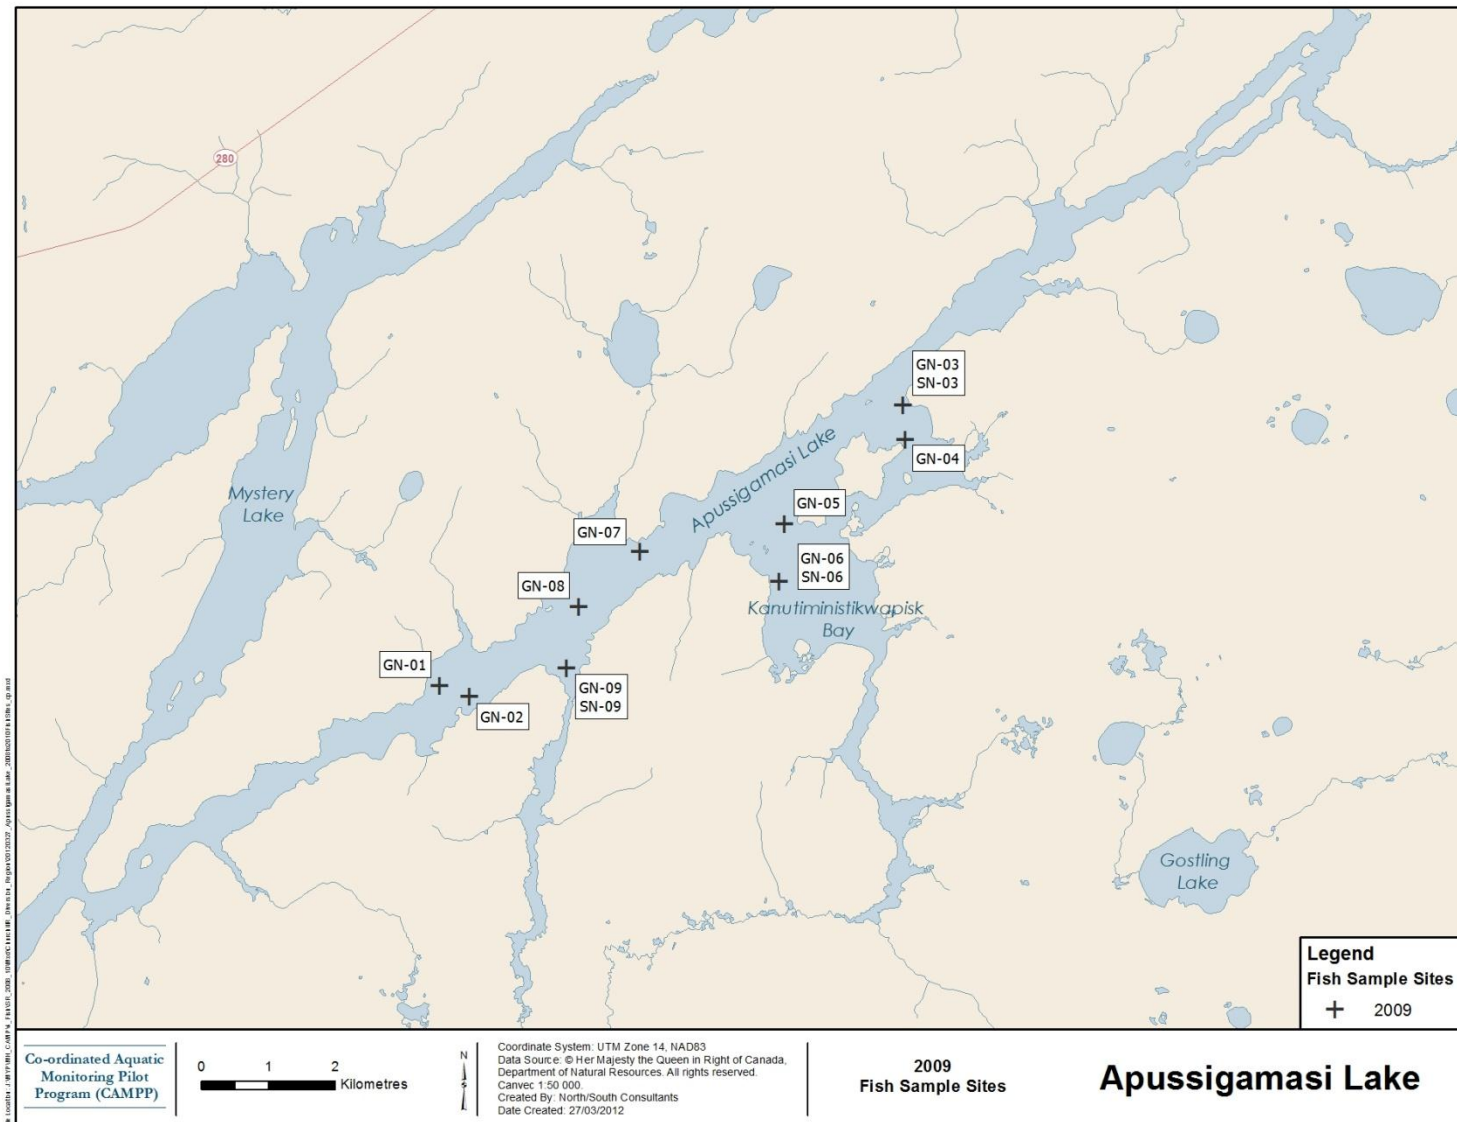 280
GN-03
SN-03
GN-04
Apussigamasi Lake
Mystery
Lake
GN-05
GN-07
GN-06
SN-06
GN-08
Kanutiministikwapisk
Bay
GN-01
GN-09
SN-09
GN-02
Gostling
Lake
Legend
Fish Sample Sites
2009
Co-ordinated Aquatic
Monitoring Pilot
Program (CAMPP)
0 1 2
Kilometres
N
S
Coordinate System: UTM Zone 14, NAD83
Data Source: © Her Majesty the Queen in Right of Canada,
Department of Natural Resources. All rights reserved.
Canvec 1:50 000.
Created By: North/South Consultants
Date Created: 27/03/2012
2009
Fish Sample Sites
Apussigamasi Lake